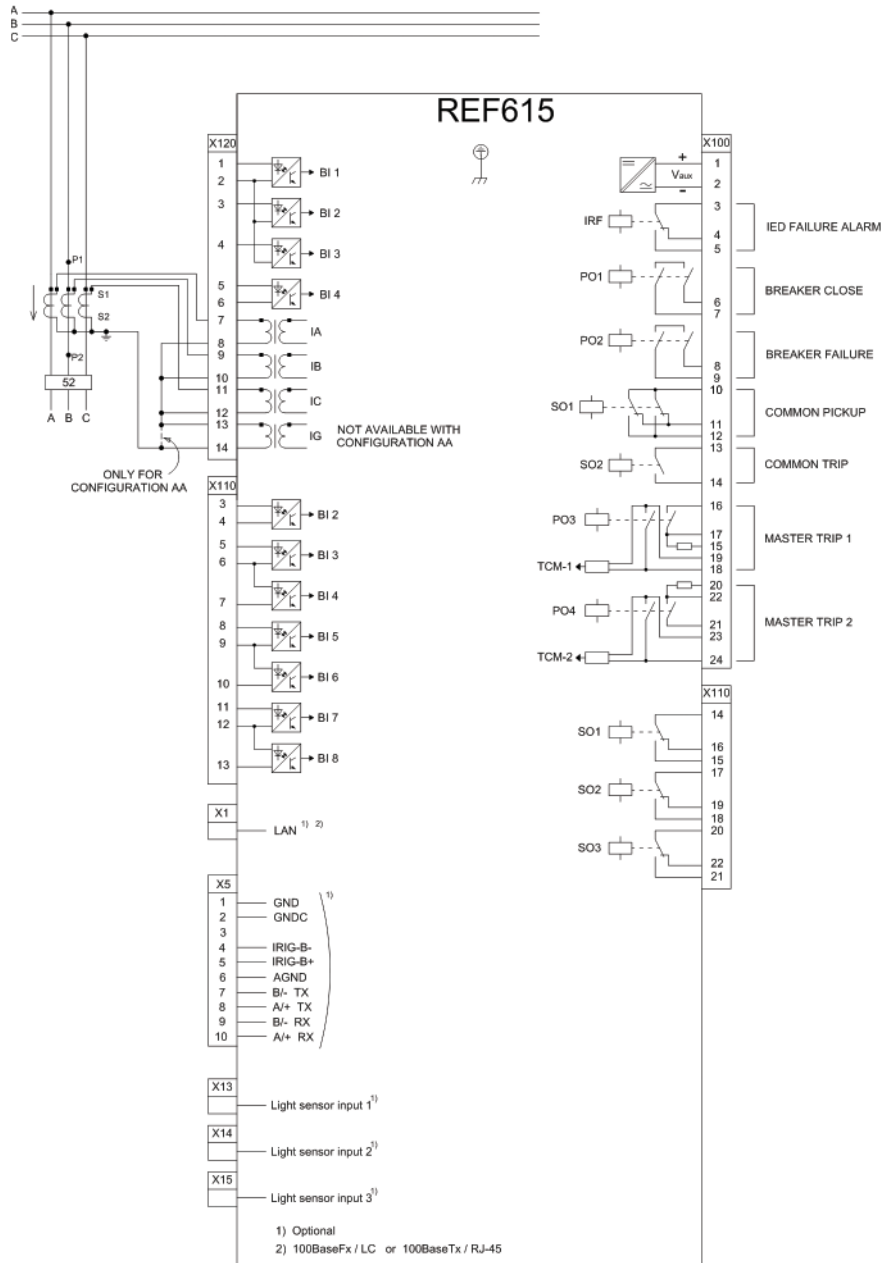 A
B
C
REF615
X120
1
2
3
4
5
6
7
8
9
10
11
12
13
14
BI 1
BI 2
BI 3
BI 4
IA
IB
IC
IG
NOT AVAILABLE WITH
CONFIGURATION AA
P1
S1
S2
P2
52
A B C
ONLY FOR
CONFIGURATION AA
X110
3
4
5
6
7
8
9
10
11
12
13
BI 2
BI 3
BI 4
BI 5
BI 6
BI 7
BI 8
X1
LAN 1) 2)
X5
1 GND
2 GNDC
3
4 IRIG-B-
5 IRIG-B+
6 AGND
7 B/- TX
8 A/+ TX
9 B/- RX
10 A/+ RX
1)
X13
Light sensor input 1 1)
X14
Light sensor input 2 1)
X15
Light sensor input 3 1)
1) Optional
2) 100BaseFx / LC or 100BaseTx / RJ-45
X100
+
Vaux
-
1
2
IRF
3
4
5
IED FAILURE ALARM
PO1
6
7
BREAKER CLOSE
PO2
8
9
BREAKER FAILURE
SO1
10
11
12
COMMON PICKUP
SO2
13
14
COMMON TRIP
PO3
TCM-1
16
17
15
19
18
MASTER TRIP 1
PO4
TCM-2
20
22
21
23
24
MASTER TRIP 2
X110
SO1
14
16
15
SO2
17
19
18
SO3
20
22
21